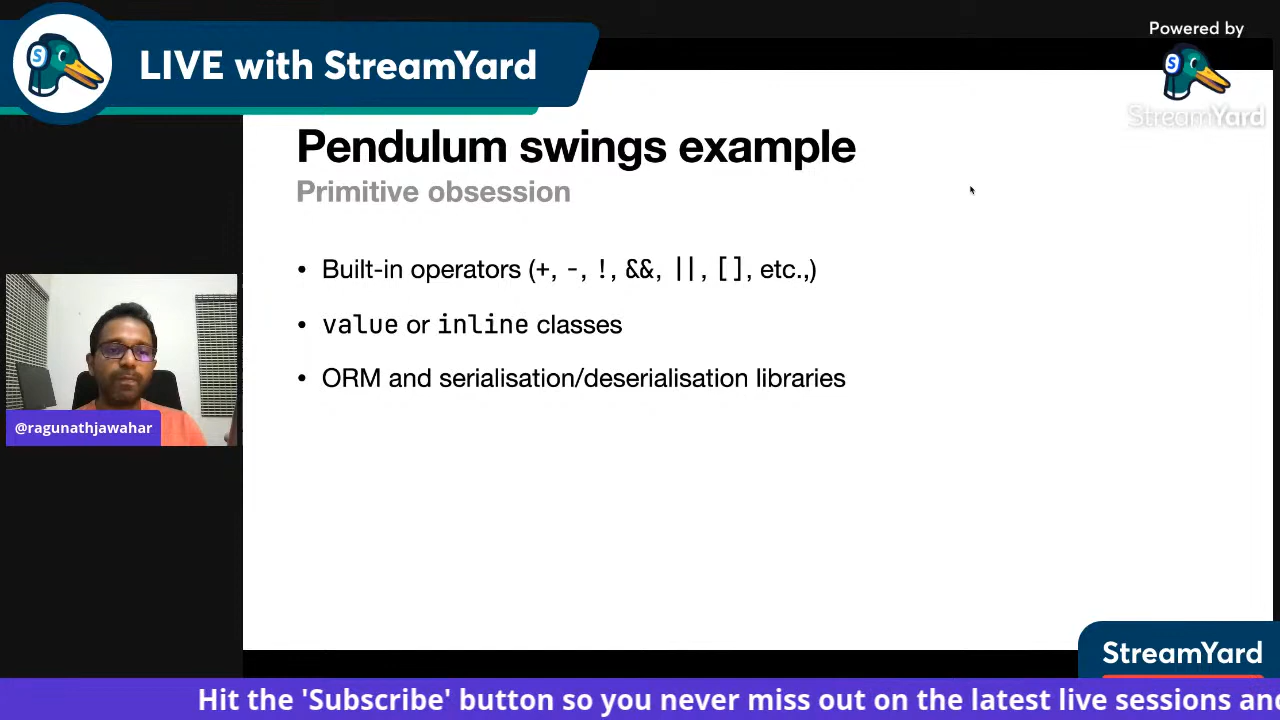 LIVE with StreamYard
Powered by
S
StreamYard
Pendulum swings example
Primitive obsession
• Built-in operators (+, -, !, &&, ||, [], etc.,)
• value or inline classes
• ORM and serialisation/deserialisation libraries
@ragunathjawahar
StreamYard
Hit the 'Subscribe' button so you never miss out on the latest live sessions and